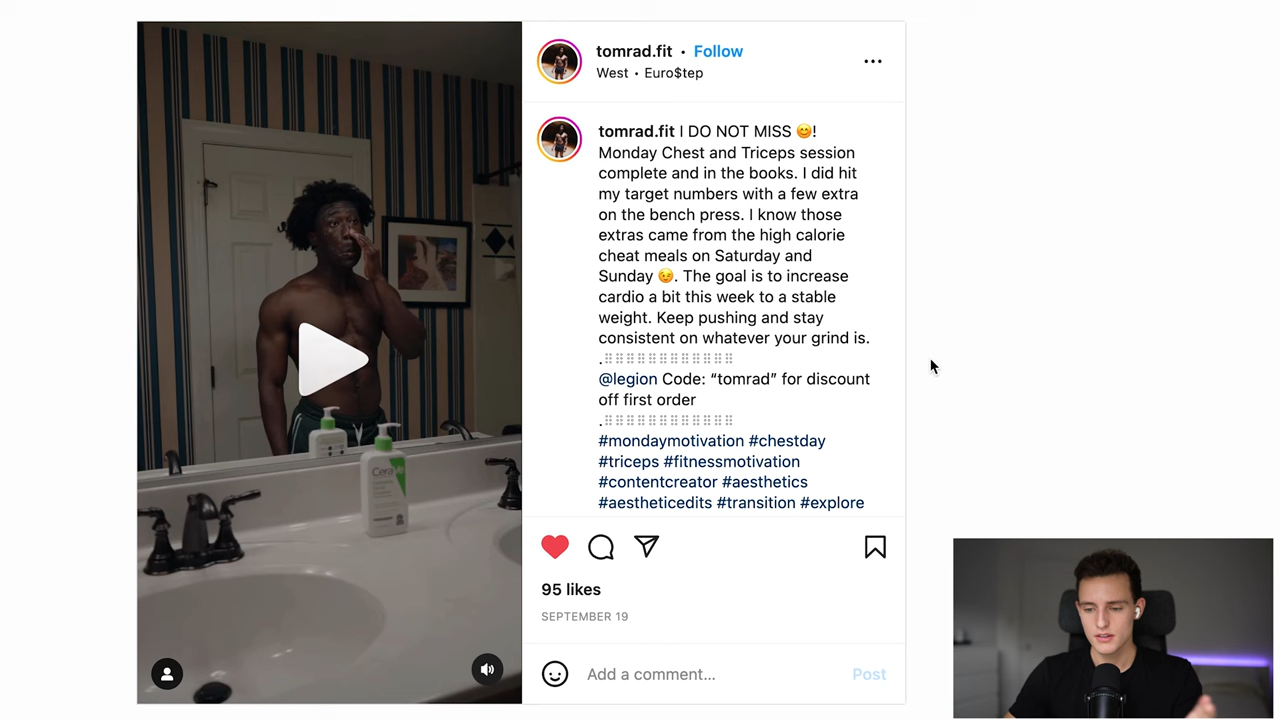 tomrad.fit • Follow
West • Euro$tep
tomrad.fit I DO NOT MISS 😊!
Monday Chest and Triceps session
complete and in the books. I did hit
my target numbers with a few extra
on the bench press. I know those
extras came from the high calorie
cheat meals on Saturday and
Sunday 😉. The goal is to increase
cardio a bit this week to a stable
weight. Keep pushing and stay
consistent on whatever your grind is.
.⠿⠿⠿⠿⠿⠿⠿⠿⠿⠿⠿⠿
@legion Code: “tomrad” for discount
off first order
.⠿⠿⠿⠿⠿⠿⠿⠿⠿⠿⠿⠿
#mondaymotivation #chestday
#triceps #fitnessmotivation
#contentcreator #aesthetics
#aestheticedits #transition #explore
95 likes
SEPTEMBER 19
Add a comment... Post
CeraVe